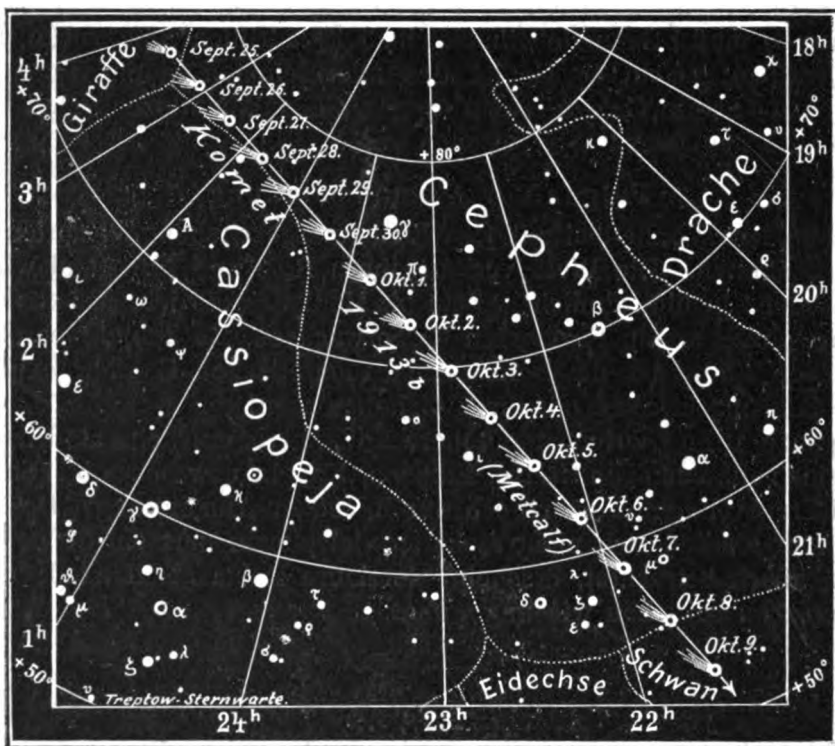 Giraffe
4h
+70°
3h
2h
+60°
1h
+50°
Sept. 25.
Sept. 26.
Sept. 27.
Sept. 28.
Sept. 29.
Sept. 30.
Okt. 1.
Okt. 2.
Okt. 3.
Okt. 4.
Okt. 5.
Okt. 6.
Okt. 7.
Okt. 8.
Okt. 9.
Komet
1913. b
(Metcalf)
+80°
Cepheus
Cassiopeja
Drache
18h
+70°
19h
20h
+60°
21h
+50°
A
ι
ω
ψ
ε
δ
γ
κ
φ
η
β
μ
α
ζ
λ
τ
ρ
σ
υ
γ
π
ο
ι
κ
χ
τ
υ
σ
ε
ρ
β
η
α
ν
μ
λ
δ
ζ
ε
Eidechse
Schwan
Treptow-Sternwarte.
24h
23h
22h